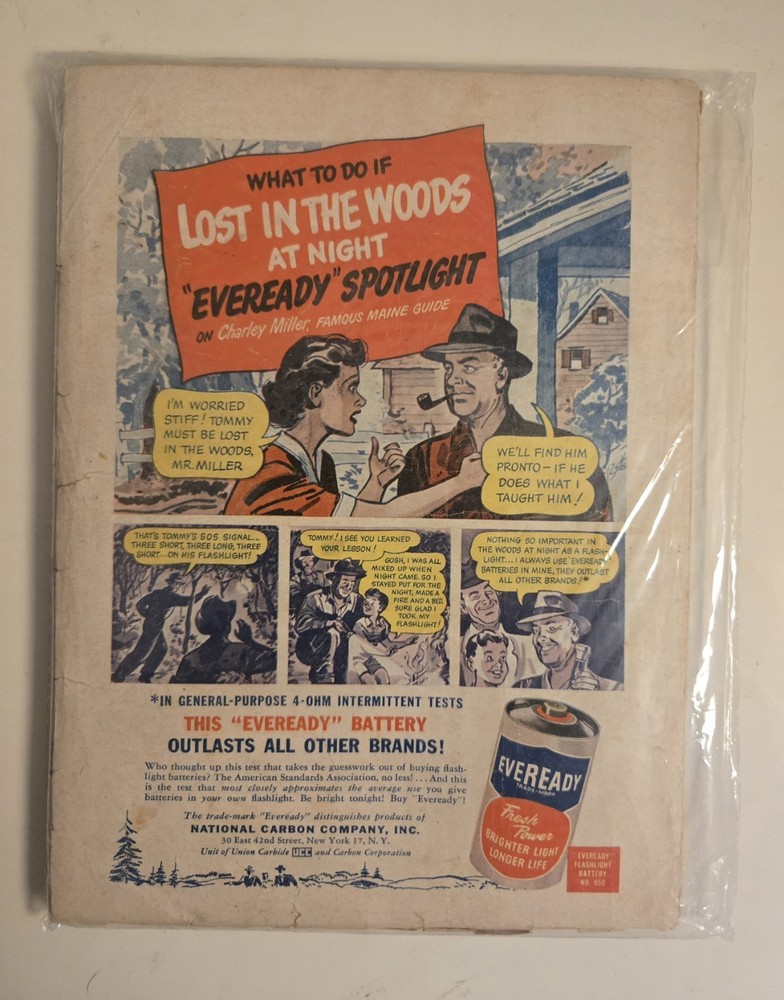 WHAT TO DO IF
LOST IN THE WOODS
AT NIGHT
"EVEREADY" SPOTLIGHT
ON Charley Miller, FAMOUS MAINE GUIDE
I'M WORRIED
STIFF! TOMMY
MUST BE LOST
IN THE WOODS,
MR. MILLER
WE'LL FIND HIM
PRONTO - IF HE
DOES WHAT I
TAUGHT HIM!
THAT'S TOMMY'S SOS SIGNAL...
THREE SHORT, THREE LONG, THREE
SHORT...ON HIS FLASHLIGHT!
TOMMY! I SEE YOU LEARNED
YOUR LESSON!
GOSH, I WAS ALL
MIXED UP WHEN
NIGHT CAME. SO I
STAYED PUT FOR THE
NIGHT, MADE A
FIRE AND A BED.
SURE GLAD I
TOOK MY
FLASHLIGHT!
NOTHING SO IMPORTANT IN
THE WOODS AT NIGHT AS A FLASH-
LIGHT...I ALWAYS USE "EVEREADY"
BATTERIES IN MINE, THEY OUTLAST
ALL OTHER BRANDS!*
*IN GENERAL-PURPOSE 4-OHM INTERMITTENT TESTS
THIS "EVEREADY" BATTERY
OUTLASTS ALL OTHER BRANDS!
Who thought up this test that takes the guesswork out of buying flash-
light batteries? The American Standards Association, no less! ... And this
is the test that most closely approximates the average use you give
batteries in your own flashlight. Be bright tonight! Buy "Eveready"!
The trade-mark "Eveready" distinguishes products of
NATIONAL CARBON COMPANY, INC.
30 East 42nd Street, New York 17, N. Y.
Unit of Union Carbide UCC and Carbon Corporation
EVEREADY
TRADE-MARK
Fresh
Power
BRIGHTER LIGHT
LONGER LIFE
"EVEREADY"
FLASHLIGHT
BATTERY
NO. 950